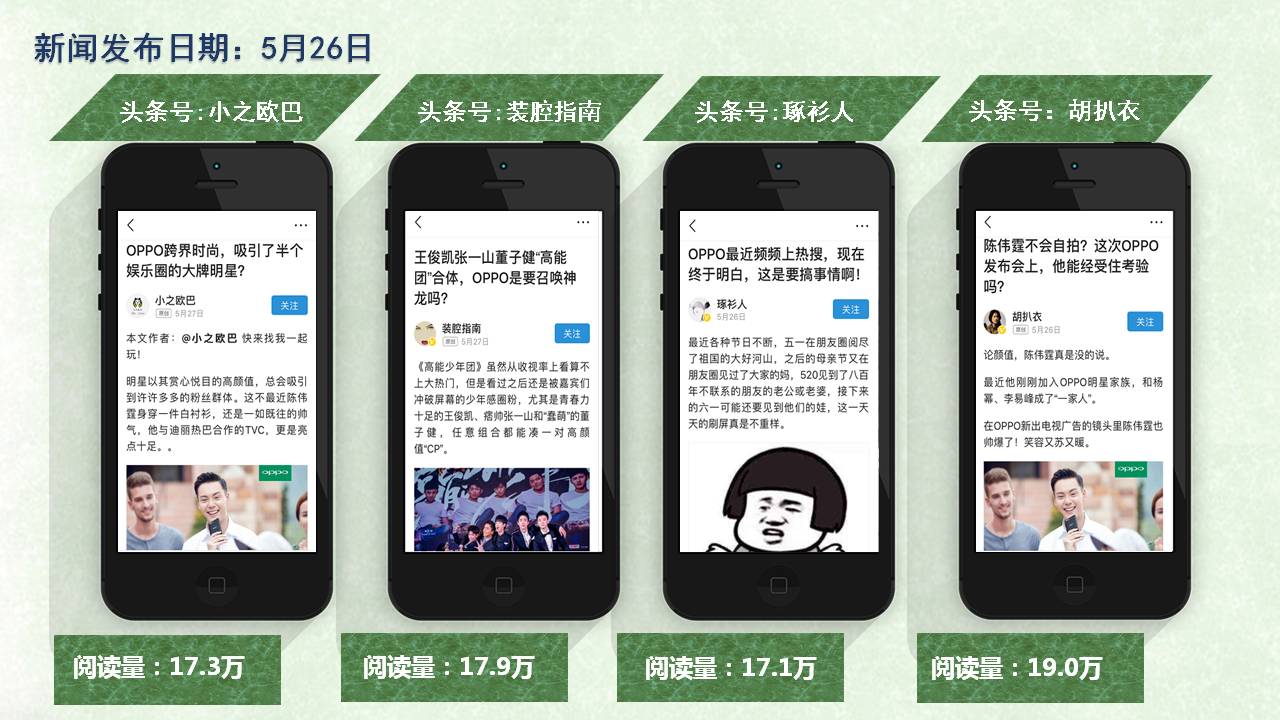 新闻发布日期：5月26日
头条号:小之欧巴
头条号:装腔指南
头条号:琢衫人
头条号：胡扒衣
OPPO跨界时尚，吸引了半个
娱乐圈的大牌明星?
小之欧巴
原创 5月27日
关注
本文作者：@小之欧巴 快来找我一起
玩!
明星以其赏心悦目的高颜值，总会吸引
到许许多多的粉丝群体。这不最近陈伟
霆身穿一件白衬衫，还是一如既往的帅
气，他与迪丽热巴合作的TVC，更是亮
点十足。。
oppo
王俊凯张一山董子健“高能
团”合体，OPPO是要召唤神
龙吗?
装腔指南
原创 5月27日
关注
《高能少年团》虽然从收视率上看算不
上大热门，但是看过之后还是被嘉宾们
冲破屏幕的少年感圈粉，尤其是青春力
十足的王俊凯、痞帅张一山和“蠢萌”的董
子健，任意组合都能凑一对高颜
值“CP”。
OPPO最近频频上热搜，现在
终于明白，这是要搞事情啊!
琢衫人
5月26日
关注
最近各种节日不断，五一在朋友圈阅尽
了祖国的大好河山，之后的母亲节又在
朋友圈见过了大家的妈，520见到了八百
年不联系的朋友的老公或老婆，接下来
的六一可能还要见到他们的娃，这一天
天的刷屏真是不重样。
陈伟霆不会自拍？这次OPPO
发布会上，他能经受住考验
吗?
胡扒衣
原创 5月26日
关注
论颜值，陈伟霆真是没的说。
最近他刚刚加入OPPO明星家族，和杨
幂、李易峰成了“一家人”。
在OPPO新出电视广告的镜头里陈伟霆也
帅爆了！笑容又苏又暖。
oppo
阅读量：17.3万
阅读量：17.9万
阅读量：17.1万
阅读量：19.0万